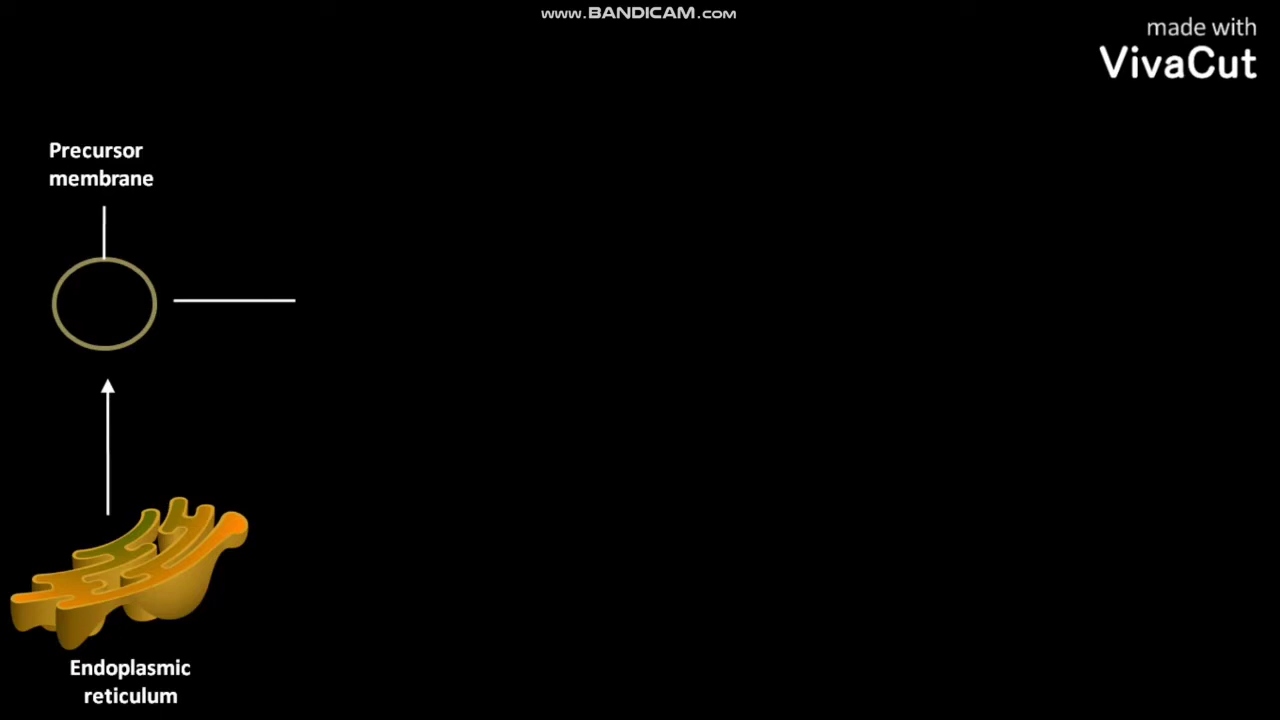 www.BANDICAM.com
made with
VivaCut
Precursor
membrane
Endoplasmic
reticulum